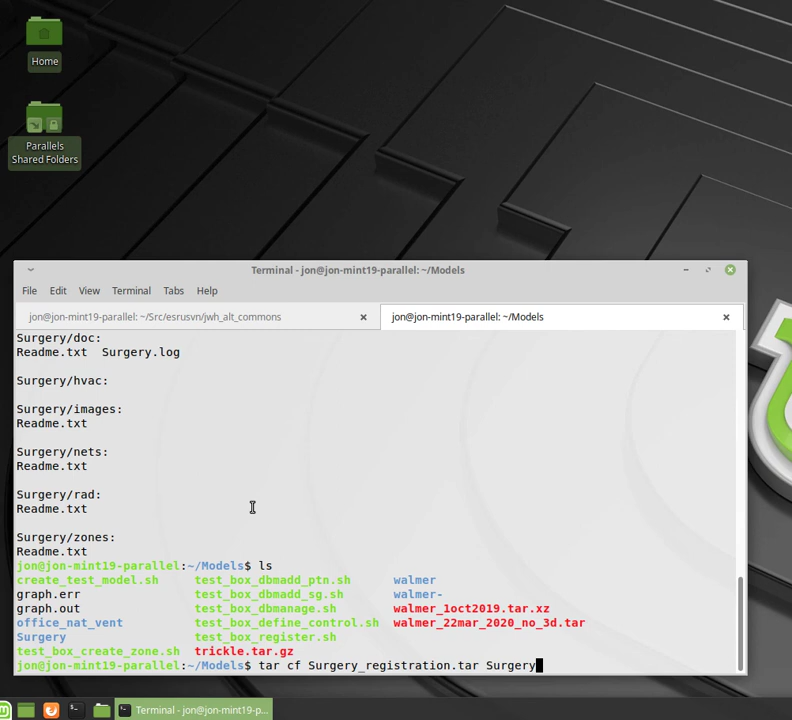 Home
Parallels
Shared Folders
Terminal - jon@jon-mint19-parallel: ~/Models
File Edit View Terminal Tabs Help
jon@jon-mint19-parallel: ~/Src/esrusvn/jwh_alt_commons
jon@jon-mint19-parallel: ~/Models
Surgery/doc:
Readme.txt  Surgery.log
Surgery/hvac:
Surgery/images:
Readme.txt
Surgery/nets:
Readme.txt
Surgery/rad:
Readme.txt
Surgery/zones:
Readme.txt
jon@jon-mint19-parallel:~/Models$ ls
create_test_model.sh     test_box_dbmadd_ptn.sh      walmer
graph.err                test_box_dbmadd_sg.sh       walmer-
graph.out                test_box_dbmanage.sh        walmer_1oct2019.tar.xz
office_nat_vent          test_box_define_control.sh  walmer_22mar_2020_no_3d.tar
Surgery                  test_box_register.sh
test_box_create_zone.sh  trickle.tar.gz
jon@jon-mint19-parallel:~/Models$ tar cf Surgery_registration.tar Surgery
Terminal - jon@jon-mint19-p...